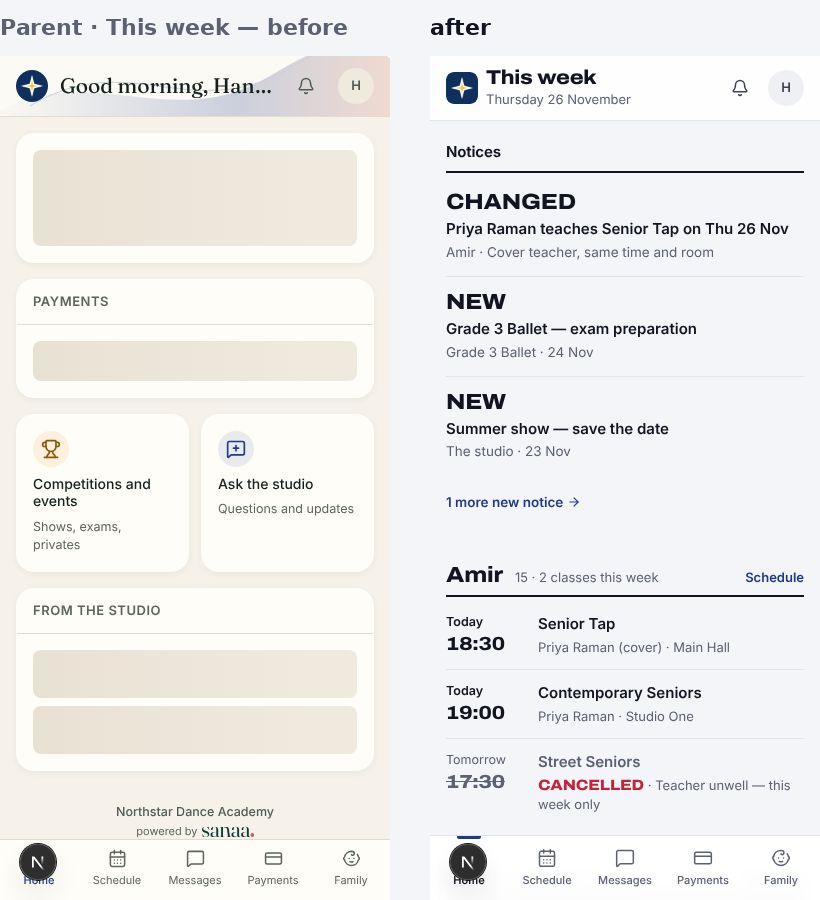 Parent · This week — before
Good morning, Han...
H
PAYMENTS
Competitions and
events
Shows, exams,
privates
Ask the studio
Questions and updates
FROM THE STUDIO
Northstar Dance Academy
powered by sanaa.
N
Home
Schedule
Messages
Payments
Family
after
This week
Thursday 26 November
H
Notices
CHANGED
Priya Raman teaches Senior Tap on Thu 26 Nov
Amir · Cover teacher, same time and room
NEW
Grade 3 Ballet — exam preparation
Grade 3 Ballet · 24 Nov
NEW
Summer show — save the date
The studio · 23 Nov
1 more new notice →
Amir 15 · 2 classes this week Schedule
Today
18:30
Senior Tap
Priya Raman (cover) · Main Hall
Today
19:00
Contemporary Seniors
Priya Raman · Studio One
Tomorrow
17:30
Street Seniors
CANCELLED · Teacher unwell — this
week only
N
Home
Schedule
Messages
Payments
Family